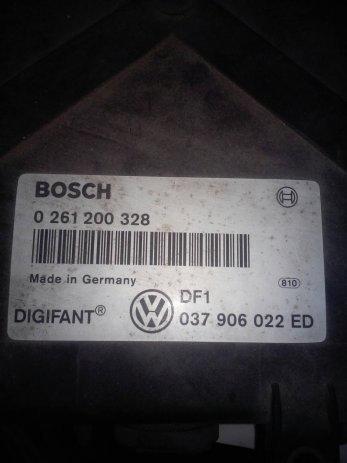 BOSCH
0 261 200 328
Made in Germany
810
DIGIFANT®
DF1
037 906 022 ED